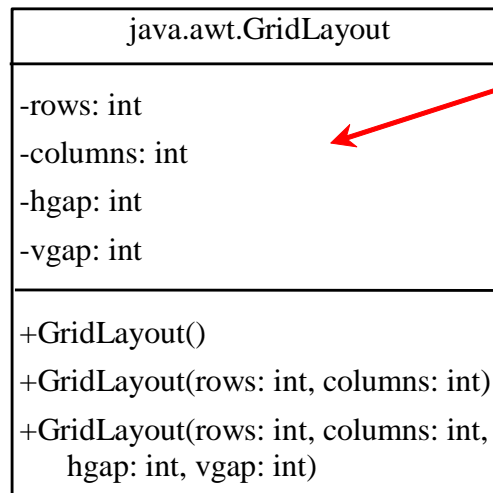 java.awt.GridLayout
-rows: int
-columns: int
-hgap: int
-vgap: int
+GridLayout()
+GridLayout(rows: int, columns: int)
+GridLayout(rows: int, columns: int,
hgap: int, vgap: int)